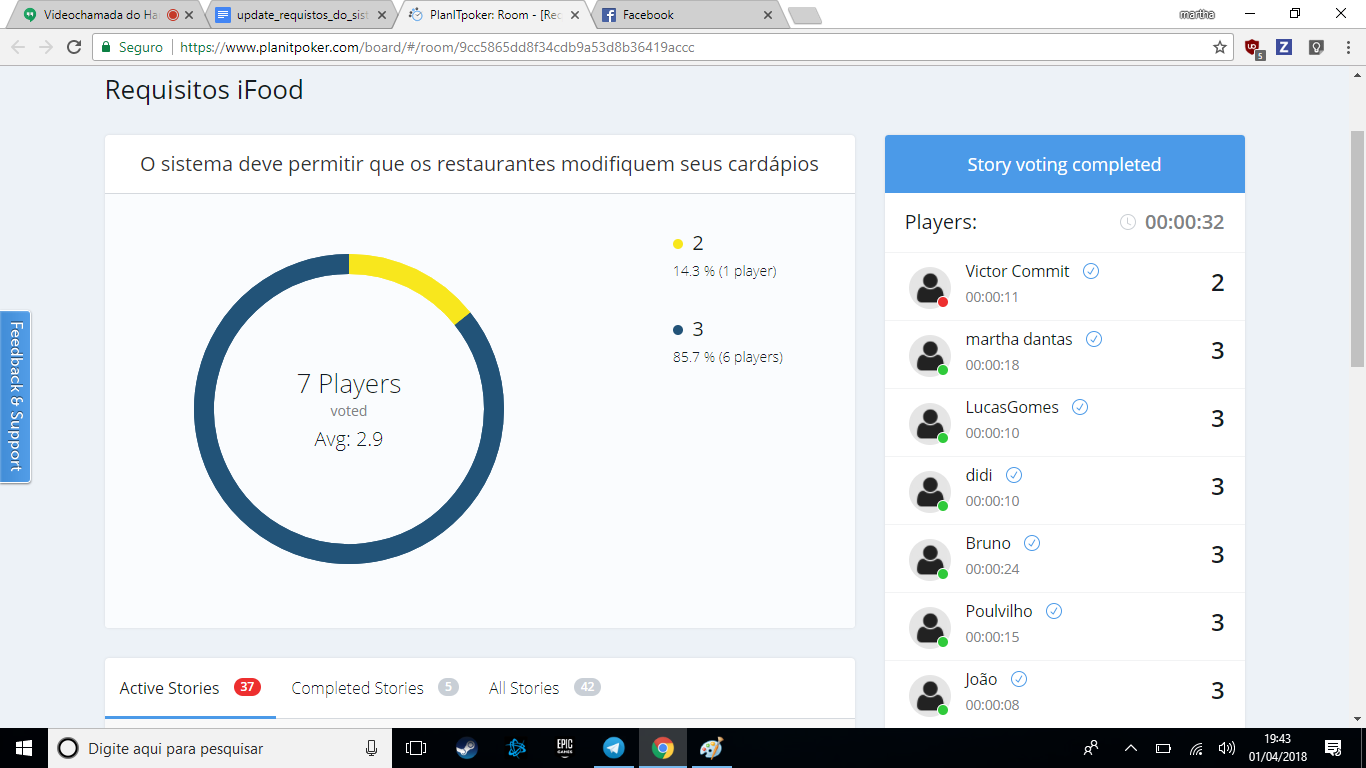 Videochamada do Ha
update_requistos_do_sist
PlanITpoker: Room - [Rec
Facebook
martha
Seguro
https://www.planitpoker.com/board/#/room/9cc5865dd8f34cdb9a53d8b36419accc
5
Requisitos iFood
O sistema deve permitir que os restaurantes modifiquem seus cardápios
2
14.3 % (1 player)
3
85.7 % (6 players)
7 Players
voted
Avg: 2.9
Story voting completed
Players:
00:00:32
Victor Commit
2
00:00:11
martha dantas
3
00:00:18
LucasGomes
3
00:00:10
didi
3
00:00:10
Bruno
3
00:00:24
Poulvilho
3
00:00:15
João
3
00:00:08
Feedback & Support
Active Stories 37
Completed Stories 5
All Stories 42
Digite aqui para pesquisar
EPIC
GAMES
19:43
01/04/2018